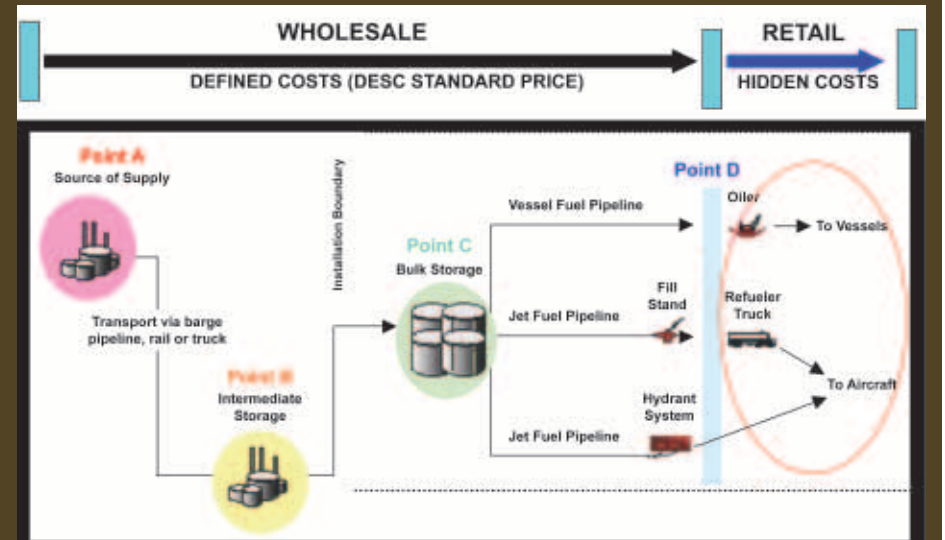 WHOLESALE
RETAIL
DEFINED COSTS (DESC STANDARD PRICE)
HIDDEN COSTS
Point A
Source of Supply
Installation Boundary
Point D
Oiler
Vessel Fuel Pipeline
To Vessels
Point C
Bulk Storage
Fill
Stand
Refueler
Truck
Jet Fuel Pipeline
Transport via barge
pipeline, rail or truck
Point B
Intermediate
Storage
To Aircraft
Hydrant
System
Jet Fuel Pipeline